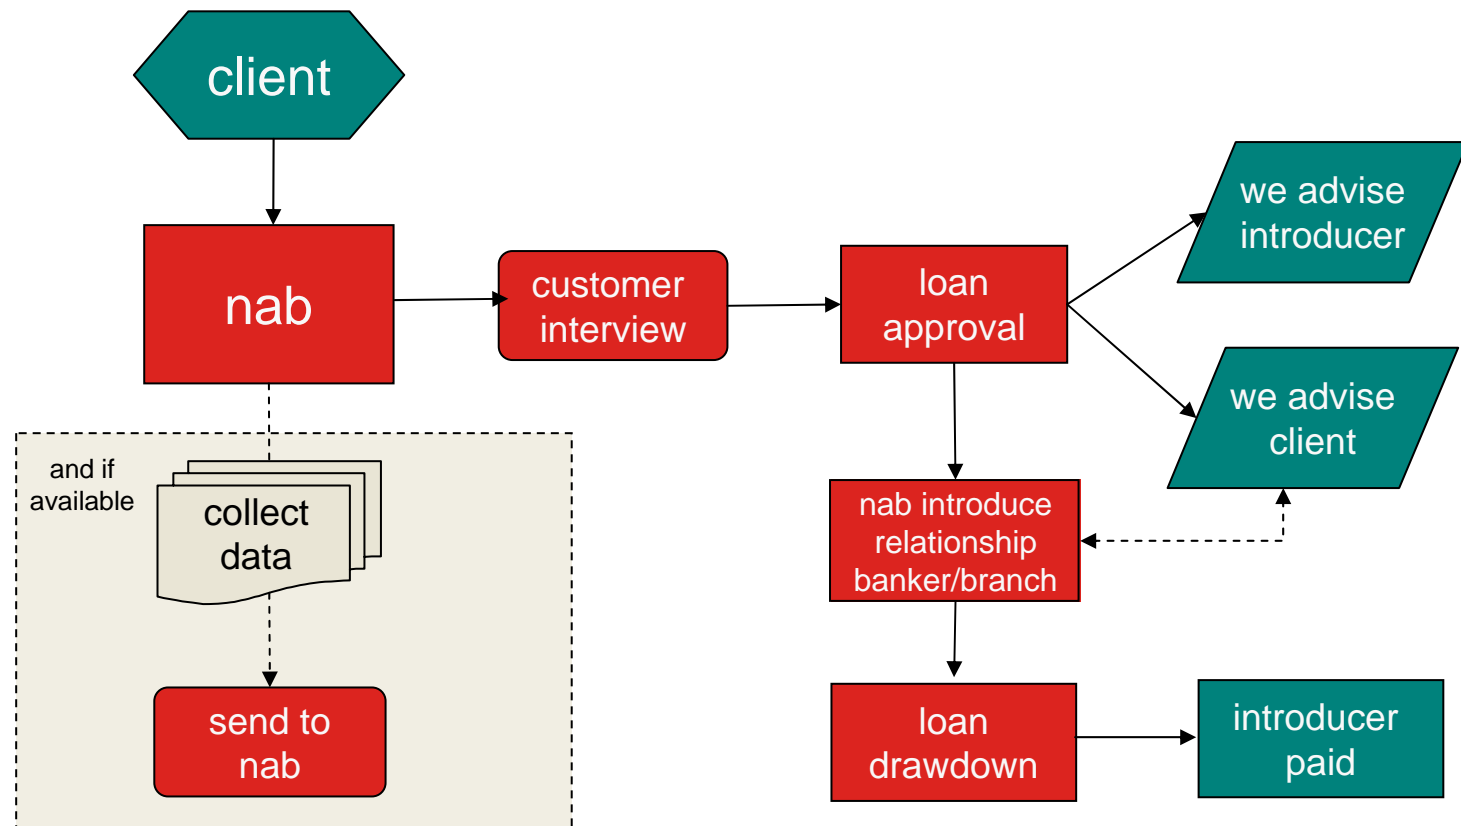 client
nab
customer
interview
loan
approval
we advise
introducer
we advise
client
and if
available
collect
data
send to
nab
nab introduce
relationship
banker/branch
loan
drawdown
introducer
paid